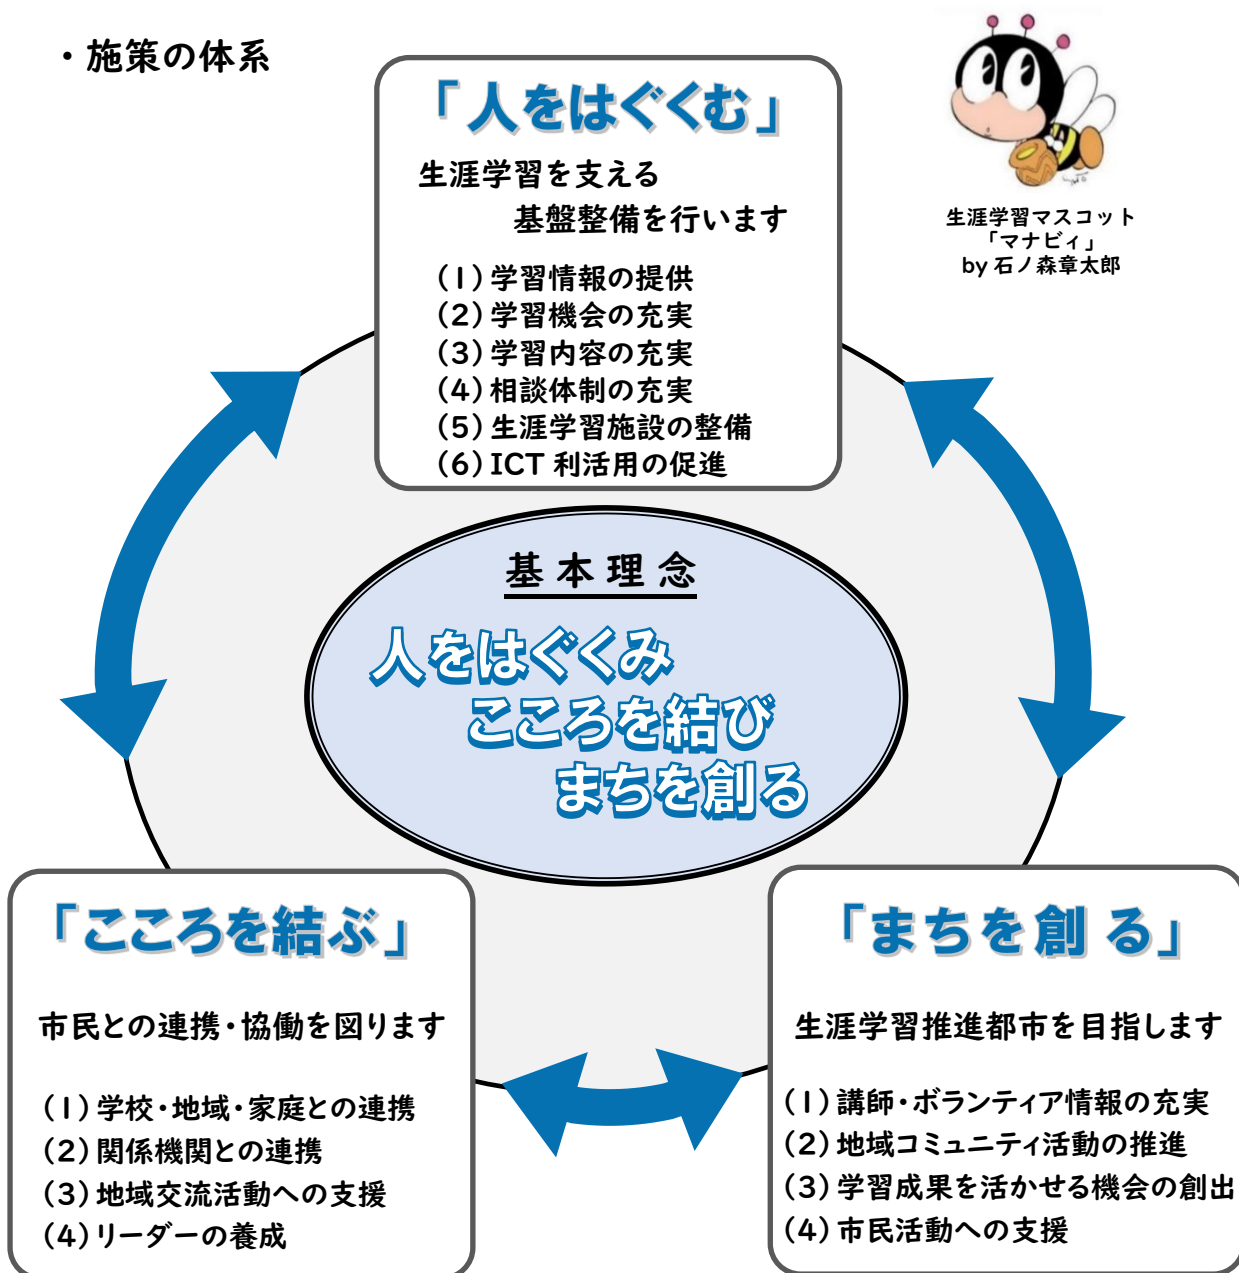 ・施策の体系
「人をはぐくむ」
生涯学習を支える
基盤整備を行います
(1)学習情報の提供
(2)学習機会の充実
(3)学習内容の充実
(4)相談体制の充実
(5)生涯学習施設の整備
(6)ICT 利活用の促進
生涯学習マスコット
「マナビィ」
by 石ノ森章太郎
基本理念
人をはぐくみ
こころを結び
まちを創る
「こころを結ぶ」
市民との連携・協働を図ります
(1)学校・地域・家庭との連携
(2)関係機関との連携
(3)地域交流活動への支援
(4)リーダーの養成
「まちを創る」
生涯学習推進都市を目指します
(1)講師・ボランティア情報の充実
(2)地域コミュニティ活動の推進
(3)学習成果を活かせる機会の創出
(4)市民活動への支援